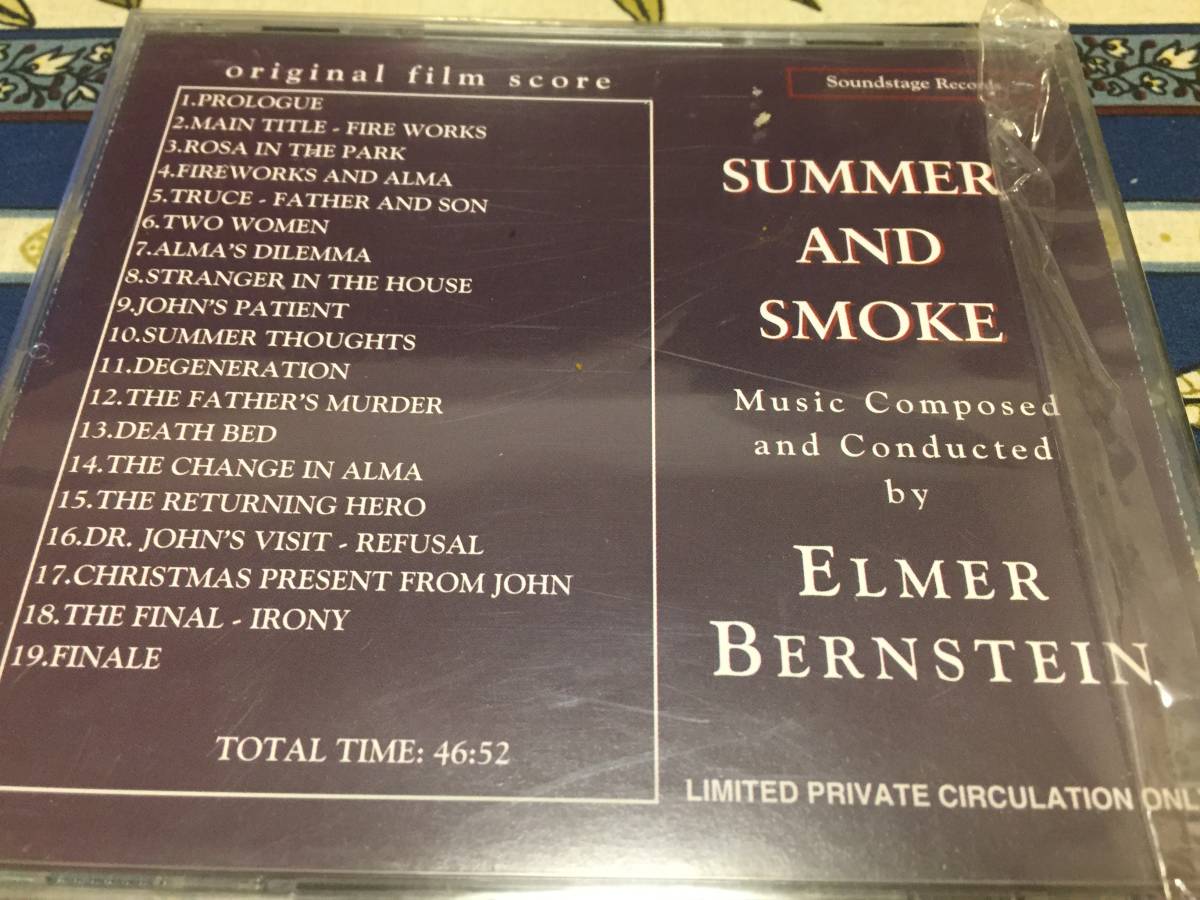 original film score
1.PROLOGUE
2.MAIN TITLE - FIRE WORKS
3.ROSA IN THE PARK
4.FIREWORKS AND ALMA
5.TRUCE - FATHER AND SON
6.TWO WOMEN
7.ALMA'S DILEMMA
8.STRANGER IN THE HOUSE
9.JOHN'S PATIENT
10.SUMMER THOUGHTS
11.DEGENERATION
12.THE FATHER'S MURDER
13.DEATH BED
14.THE CHANGE IN ALMA
15.THE RETURNING HERO
16.DR. JOHN'S VISIT - REFUSAL
17.CHRISTMAS PRESENT FROM JOHN
18.THE FINAL - IRONY
19.FINALE
TOTAL TIME: 46:52
Soundstage Records
SUMMER
AND
SMOKE
Music Composed
and Conducted
by
ELMER
BERNSTEIN
LIMITED PRIVATE CIRCULATION ONL